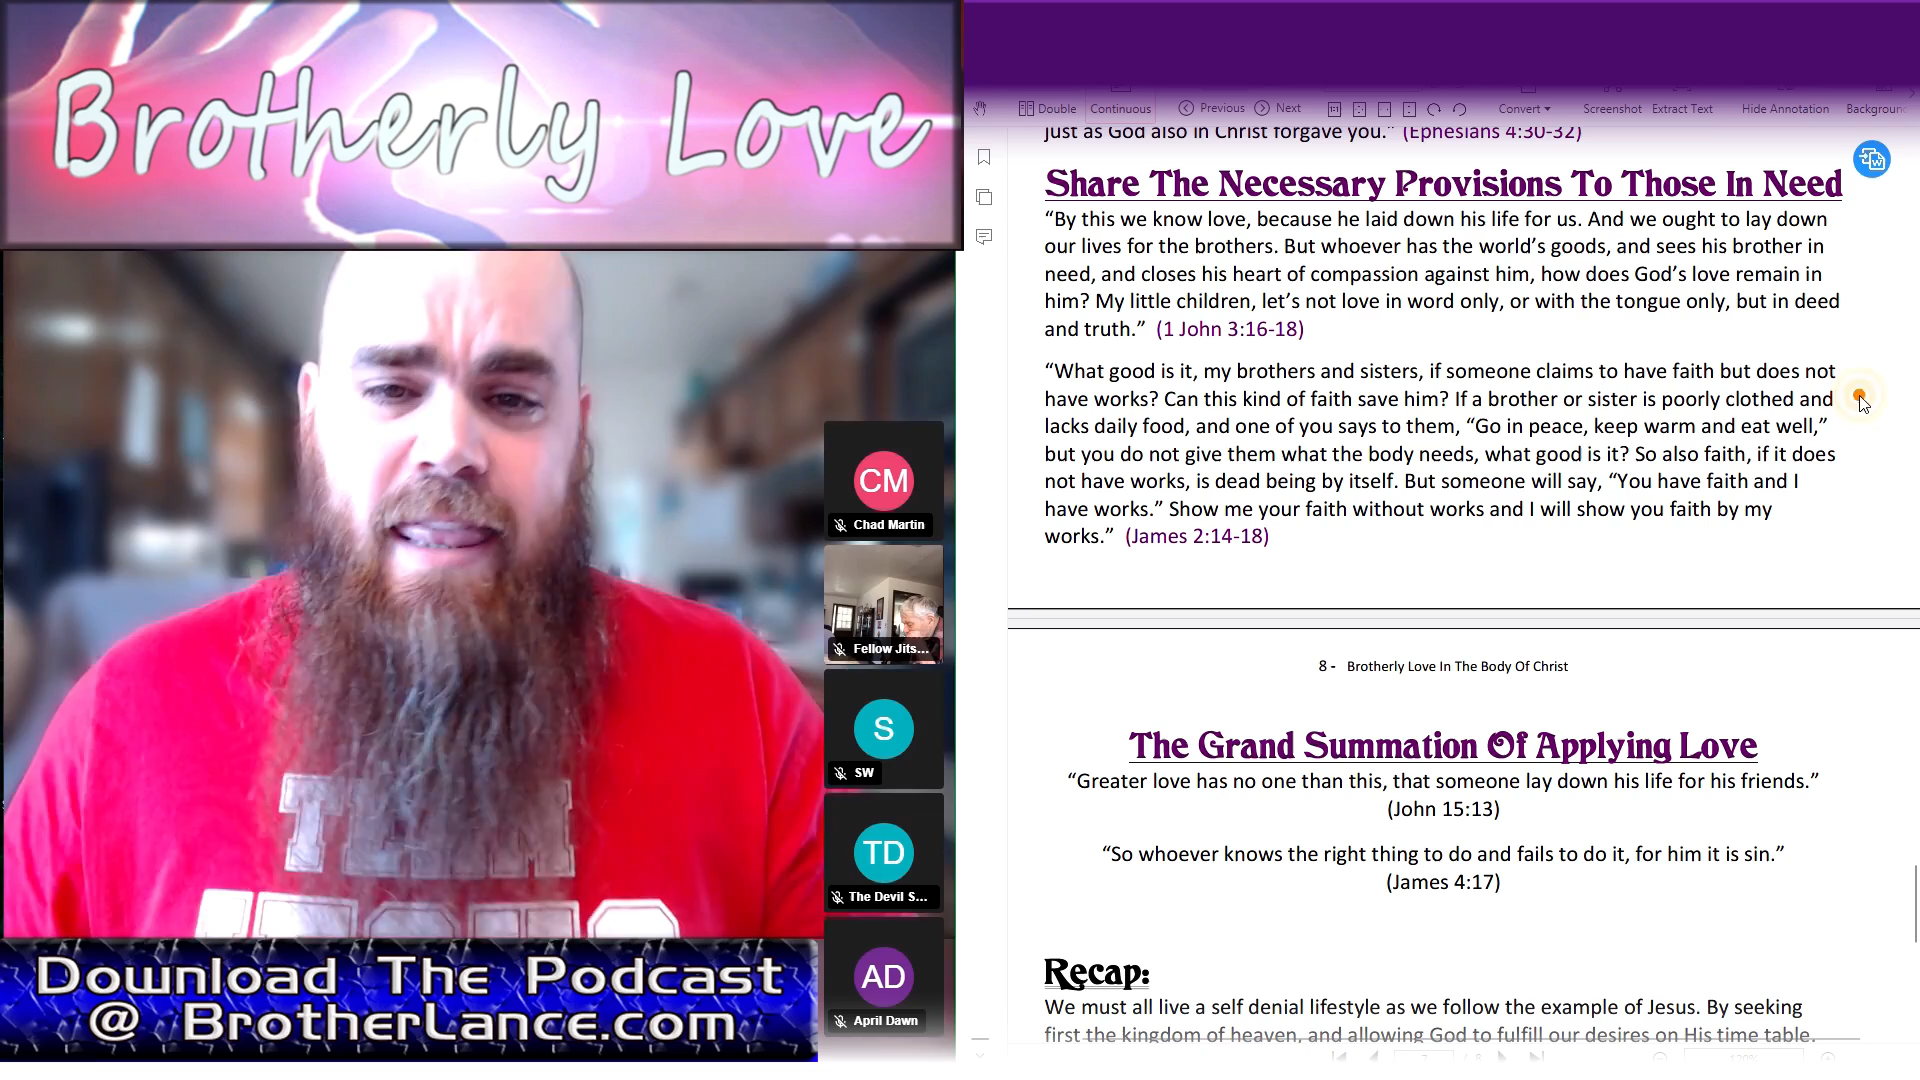 Brotherly Love
Download The Podcast
@ BrotherLance.com
CM
Chad Martin
Fellow Jits...
S
SW
TD
The Devil S...
AD
April Dawn
Double
Continuous
Previous
Next
Convert
Screenshot
Extract Text
Hide Annotation
just as God also in Christ forgave you.” (Ephesians 4:30-32)
Share The Necessary Provisions To Those In Need
“By this we know love, because he laid down his life for us. And we ought to lay down
our lives for the brothers. But whoever has the world’s goods, and sees his brother in
need, and closes his heart of compassion against him, how does God’s love remain in
him? My little children, let’s not love in word only, or with the tongue only, but in deed
and truth.” (1 John 3:16-18)
“What good is it, my brothers and sisters, if someone claims to have faith but does not
have works? Can this kind of faith save him? If a brother or sister is poorly clothed and
lacks daily food, and one of you says to them, “Go in peace, keep warm and eat well,”
but you do not give them what the body needs, what good is it? So also faith, if it does
not have works, is dead being by itself. But someone will say, “You have faith and I
have works.” Show me your faith without works and I will show you faith by my
works.” (James 2:14-18)
8 - Brotherly Love In The Body Of Christ
The Grand Summation Of Applying Love
“Greater love has no one than this, that someone lay down his life for his friends.”
(John 15:13)
“So whoever knows the right thing to do and fails to do it, for him it is sin.”
(James 4:17)
Recap:
We must all live a self denial lifestyle as we follow the example of Jesus. By seeking
first the kingdom of heaven, and allowing God to fulfill our desires on His time table.